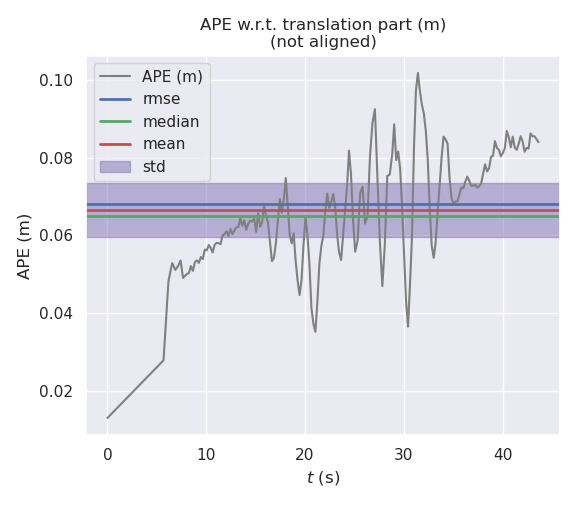 APE w.r.t. translation part (m)
(not aligned)
APE (m)
rmse
median
mean
std
APE (m)
0.10
0.08
0.06
0.04
0.02
0
10
20
30
40
t (s)